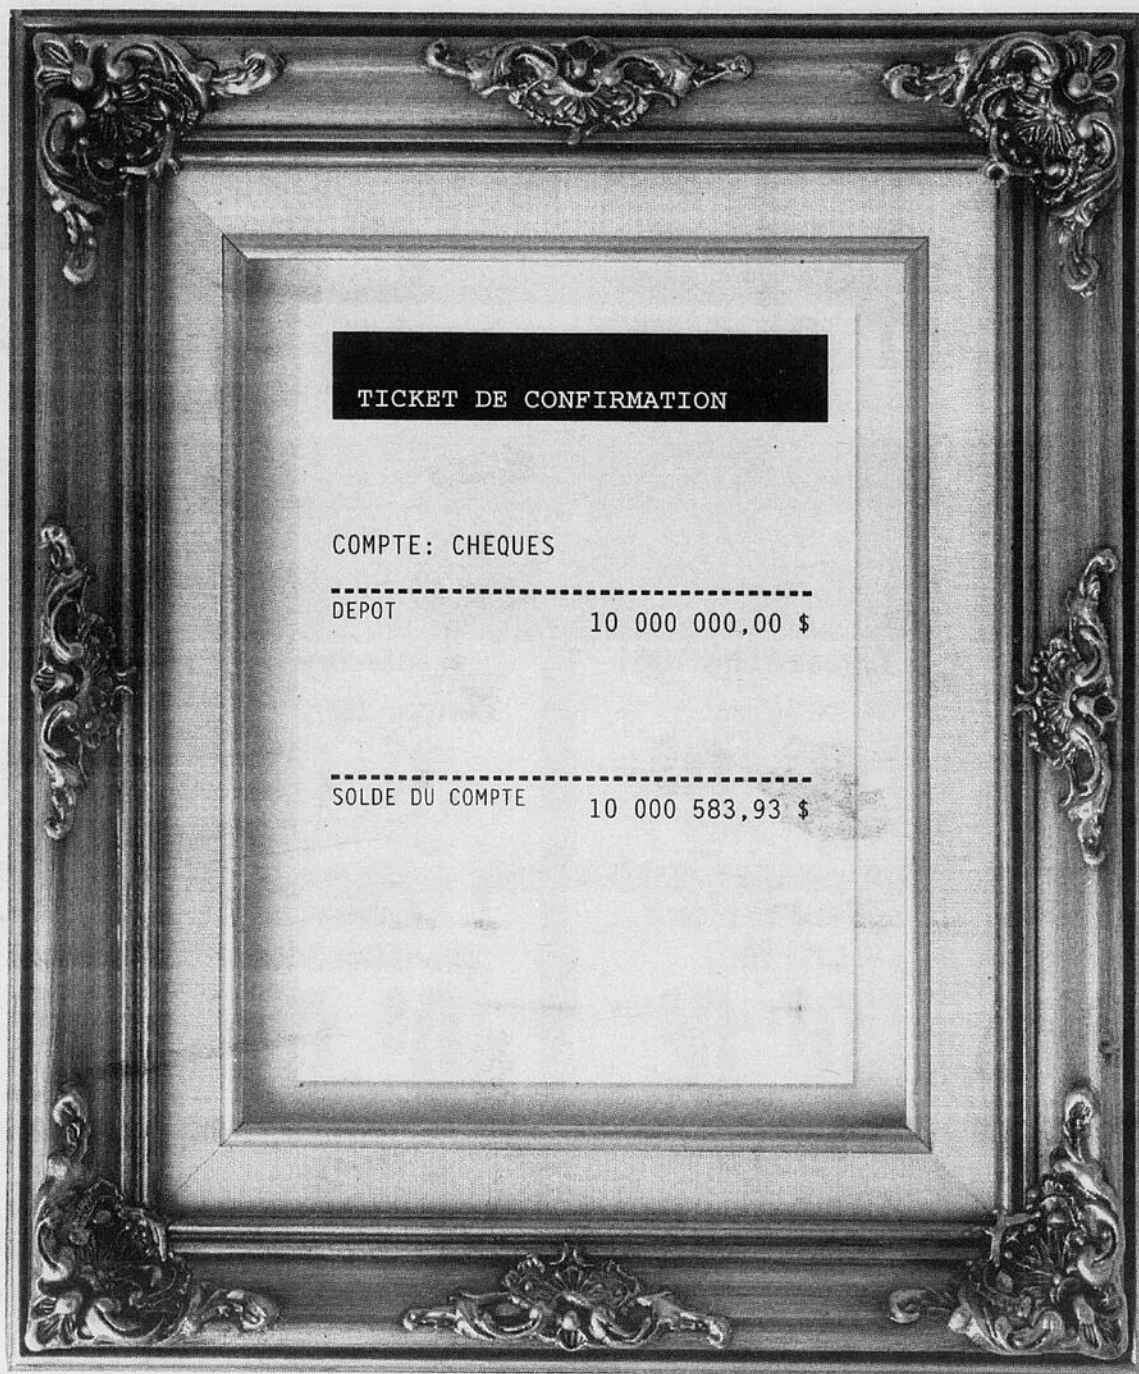 TICKET DE CONFIRMATION
COMPTE: CHEQUES
DEPOT 10 000 000,00 $
SOLDE DU COMPTE 10 000 583,93 $